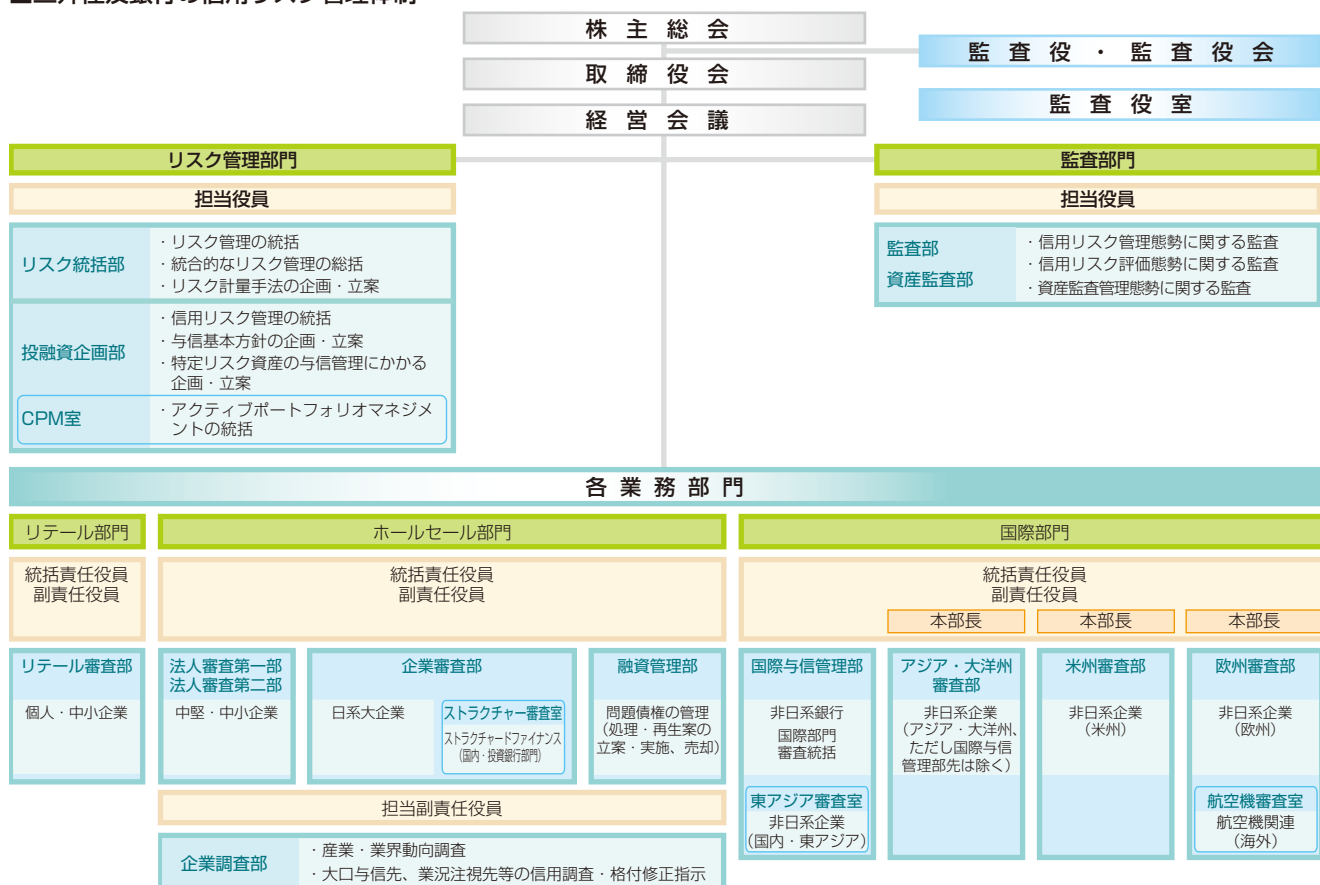 株主総会
取締役会
経営会議
監査役・監査役会
監査役室
リスク管理部門
担当役員
リスク統括部
・リスク管理の統括
・統合的なリスク管理の総括
・リスク計量手法の企画・立案
投融資企画部
・信用リスク管理の統括
・与信基本方針の企画・立案
・特定リスク資産の与信管理にかかる
企画・立案
CPM室
・アクティブポートフォリオマネジメ
ントの統括
監査部門
担当役員
監査部
資産監査部
・信用リスク管理態勢に関する監査
・信用リスク評価態勢に関する監査
・資産監査管理態勢に関する監査
各業務部門
リテール部門
統括責任役員
副責任役員
リテール審査部
個人・中小企業
ホールセール部門
統括責任役員
副責任役員
法人審査第一部
法人審査第二部
中堅・中小企業
企業審査部
日系大企業
ストラクチャー審査室
ストラクチャードファイナンス
(国内・投資銀行部門)
融資管理部
問題債権の管理
(処理・再生案の
立案・実施、売却)
担当副責任役員
企業調査部
・産業・業界動向調査
・大口与信先、業況注視先等の信用調査・格付修正指示
国際部門
統括責任役員
副責任役員
本部長
本部長
本部長
国際与信管理部
非日系銀行
国際部門
審査統括
東アジア審査室
非日系企業
(国内・東アジア)
アジア・大洋州
審査部
非日系企業
(アジア・大洋州、
ただし国際与信
管理部先は除く)
米州審査部
非日系企業
(米州)
欧州審査部
非日系企業
(欧州)
航空機審査室
航空機関連
(海外)